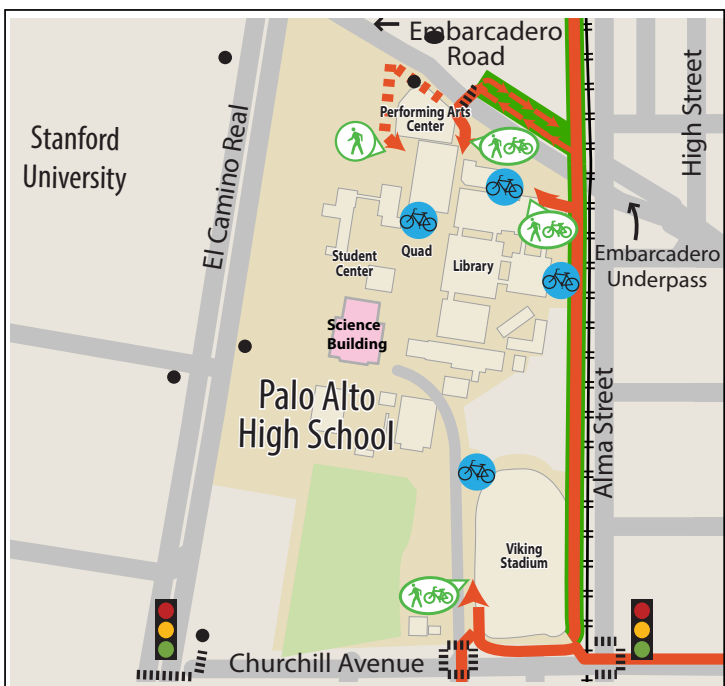 Embarcadero
Road
Performing Arts
Center
High Street
Stanford
University
El Camino Real
Embarcadero
Underpass
Quad
Student
Center
Library
Science
Building
Palo Alto
High School
Alma Street
Viking
Stadium
Churchill Avenue